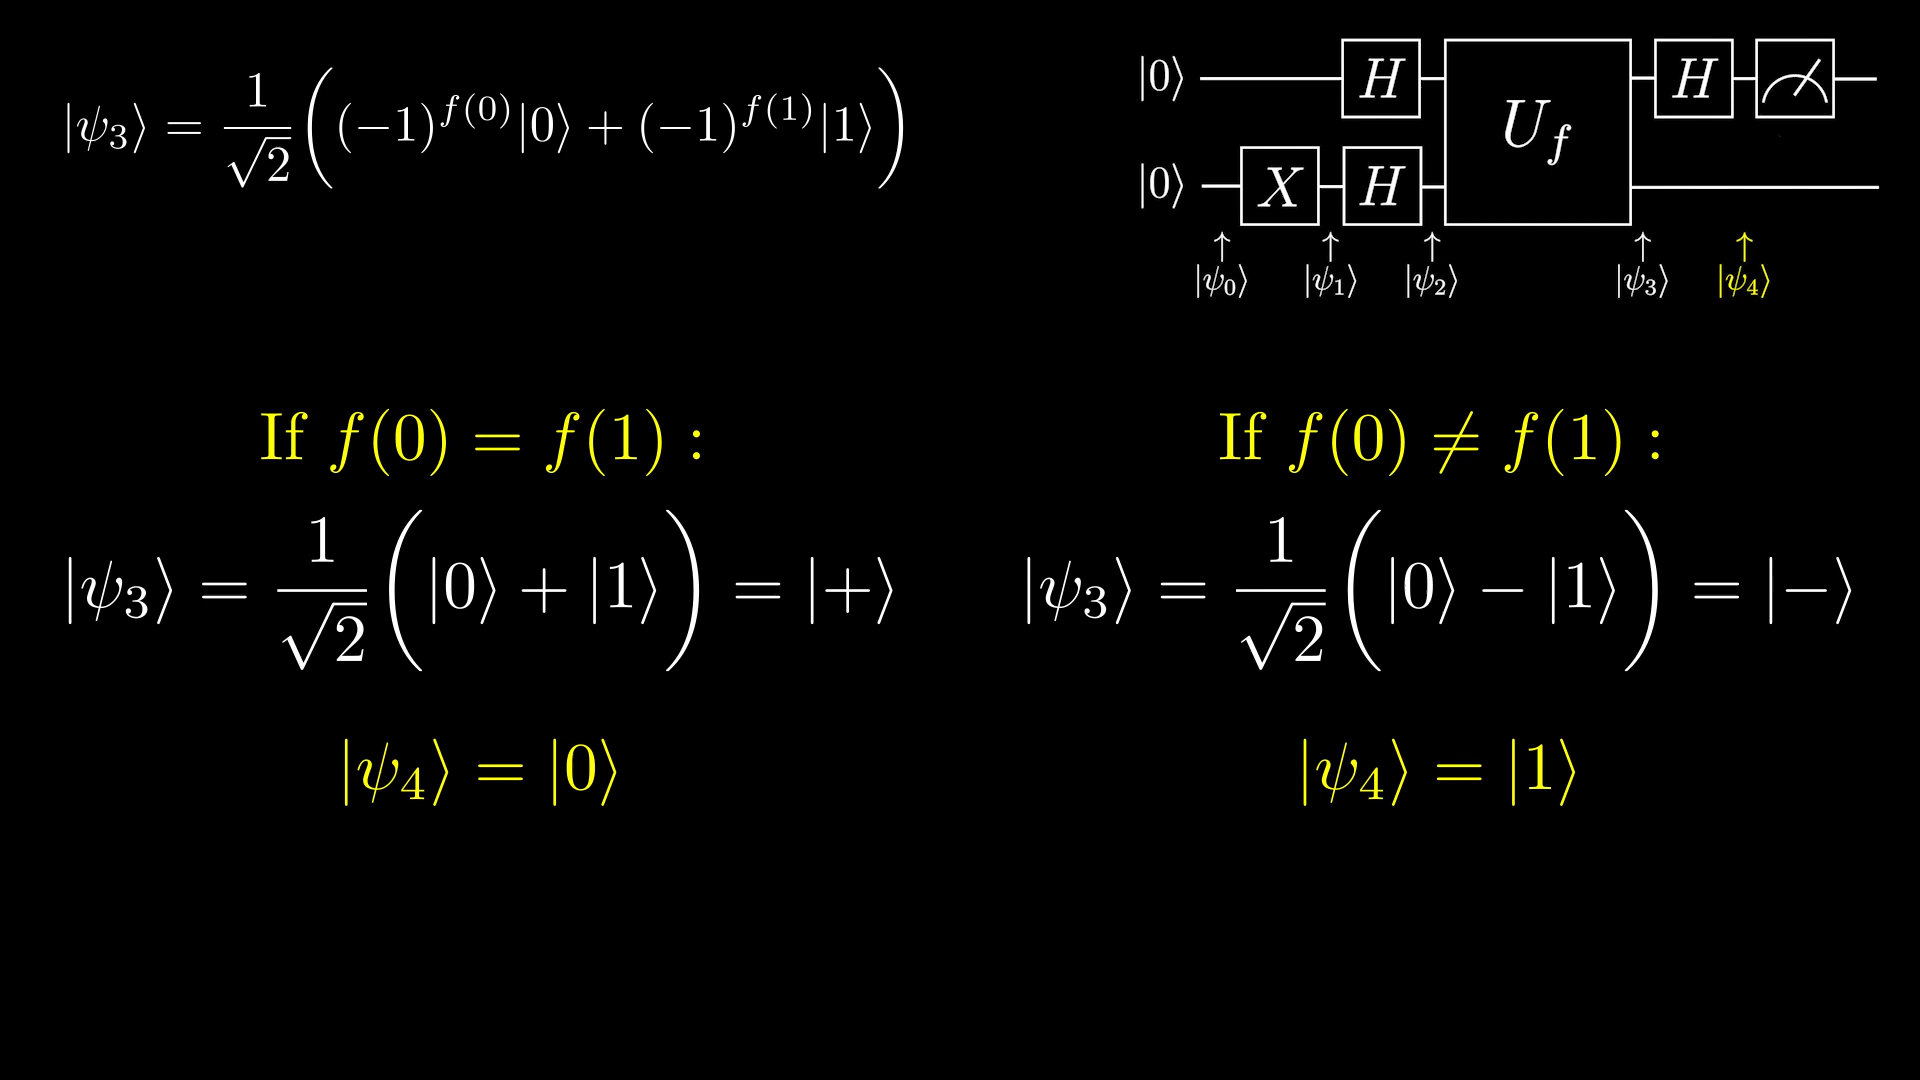 |ψ₃⟩ = 1/√2 ((−1)^{f(0)}|0⟩ + (−1)^{f(1)}|1⟩)
|0⟩ H U_f H
|0⟩ X H
↑ ↑ ↑ ↑ ↑
|ψ₀⟩ |ψ₁⟩ |ψ₂⟩ |ψ₃⟩ |ψ₄⟩
If f(0) = f(1) :
|ψ₃⟩ = 1/√2 (|0⟩ + |1⟩) = |+⟩
|ψ₄⟩ = |0⟩
If f(0) ≠ f(1) :
|ψ₃⟩ = 1/√2 (|0⟩ − |1⟩) = |−⟩
|ψ₄⟩ = |1⟩